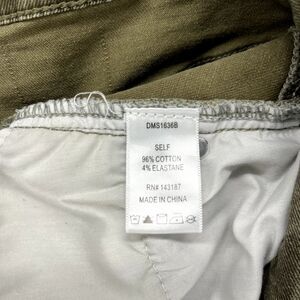 DMS1636B
SELF
96% COTTON
4% ELASTANE
RN# 143187
MADE IN CHINA